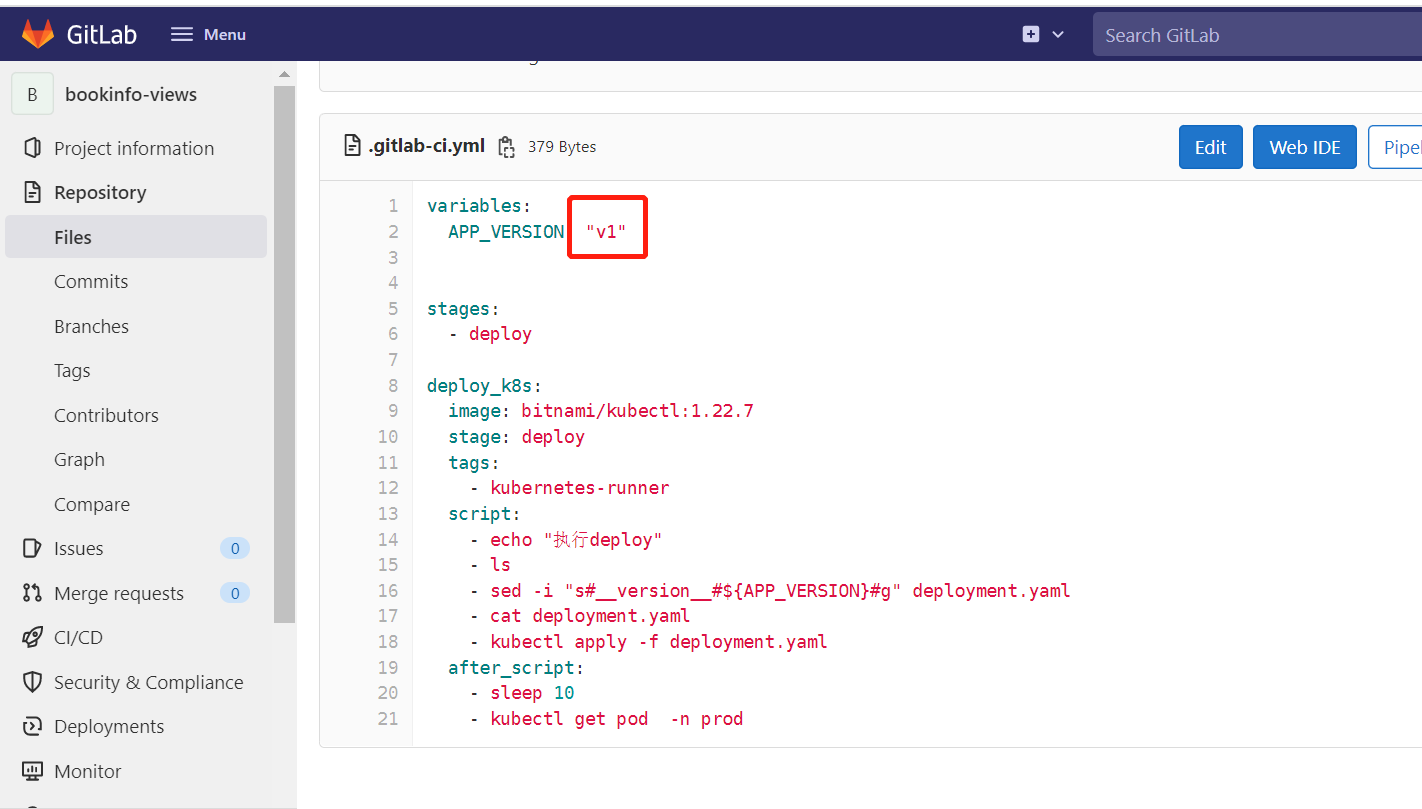 GitLab
Menu
Search GitLab
B
bookinfo-views
Project information
Repository
Files
Commits
Branches
Tags
Contributors
Graph
Compare
Issues 0
Merge requests 0
CI/CD
Security & Compliance
Deployments
Monitor
.gitlab-ci.yml 379 Bytes
Edit
Web IDE
Pipel
1 variables:
2 APP_VERSION "v1"
3
4
5 stages:
6 - deploy
7
8 deploy_k8s:
9 image: bitnami/kubectl:1.22.7
10 stage: deploy
11 tags:
12 - kubernetes-runner
13 script:
14 - echo "执行deploy"
15 - ls
16 - sed -i "s#__version__#${APP_VERSION}#g" deployment.yaml
17 - cat deployment.yaml
18 - kubectl apply -f deployment.yaml
19 after_script:
20 - sleep 10
21 - kubectl get pod  -n prod